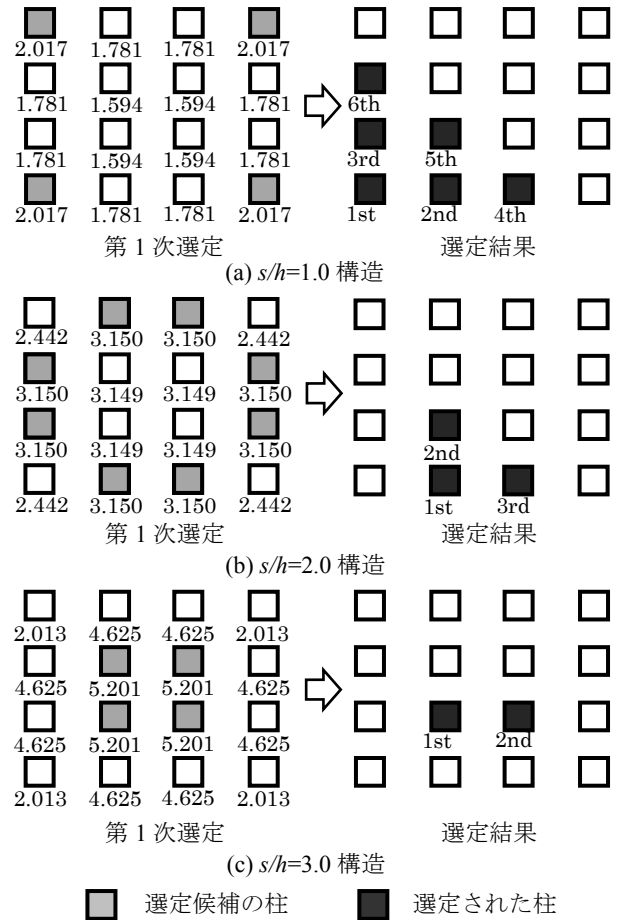 2.017 1.781 1.781 2.017
1.781 1.594 1.594 1.781 6th
1.781 1.594 1.594 1.781 3rd 5th
2.017 1.781 1.781 2.017 1st 2nd 4th
第 1 次選定 選定結果
(a) s/h=1.0 構造
2.442 3.150 3.150 2.442
3.150 3.149 3.149 3.150
3.150 3.149 3.149 3.150 2nd
2.442 3.150 3.150 2.442 1st 3rd
第 1 次選定 選定結果
(b) s/h=2.0 構造
2.013 4.625 4.625 2.013
4.625 5.201 5.201 4.625
4.625 5.201 5.201 4.625 1st 2nd
2.013 4.625 4.625 2.013
第 1 次選定 選定結果
(c) s/h=3.0 構造
選定候補の柱 選定された柱